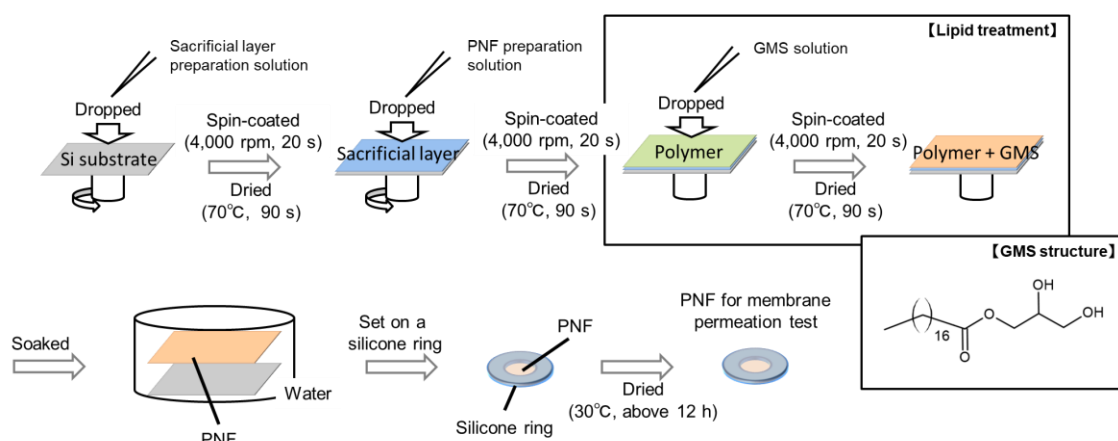 【Lipid treatment】
Sacrificial layer
preparation solution
PNF preparation
solution
GMS solution
Dropped
Dropped
Dropped
Spin-coated
(4,000 rpm, 20 s)
Spin-coated
(4,000 rpm, 20 s)
Spin-coated
(4,000 rpm, 20 s)
Si substrate
Sacrificial layer
Polymer
Polymer + GMS
Dried
(70℃, 90 s)
Dried
(70℃, 90 s)
Dried
(70℃, 90 s)
【GMS structure】
OH
O
OH
16
O
Soaked
Water
PNF
Set on a
silicone ring
PNF
Silicone ring
Dried
(30℃, above 12 h)
PNF for membrane
permeation test